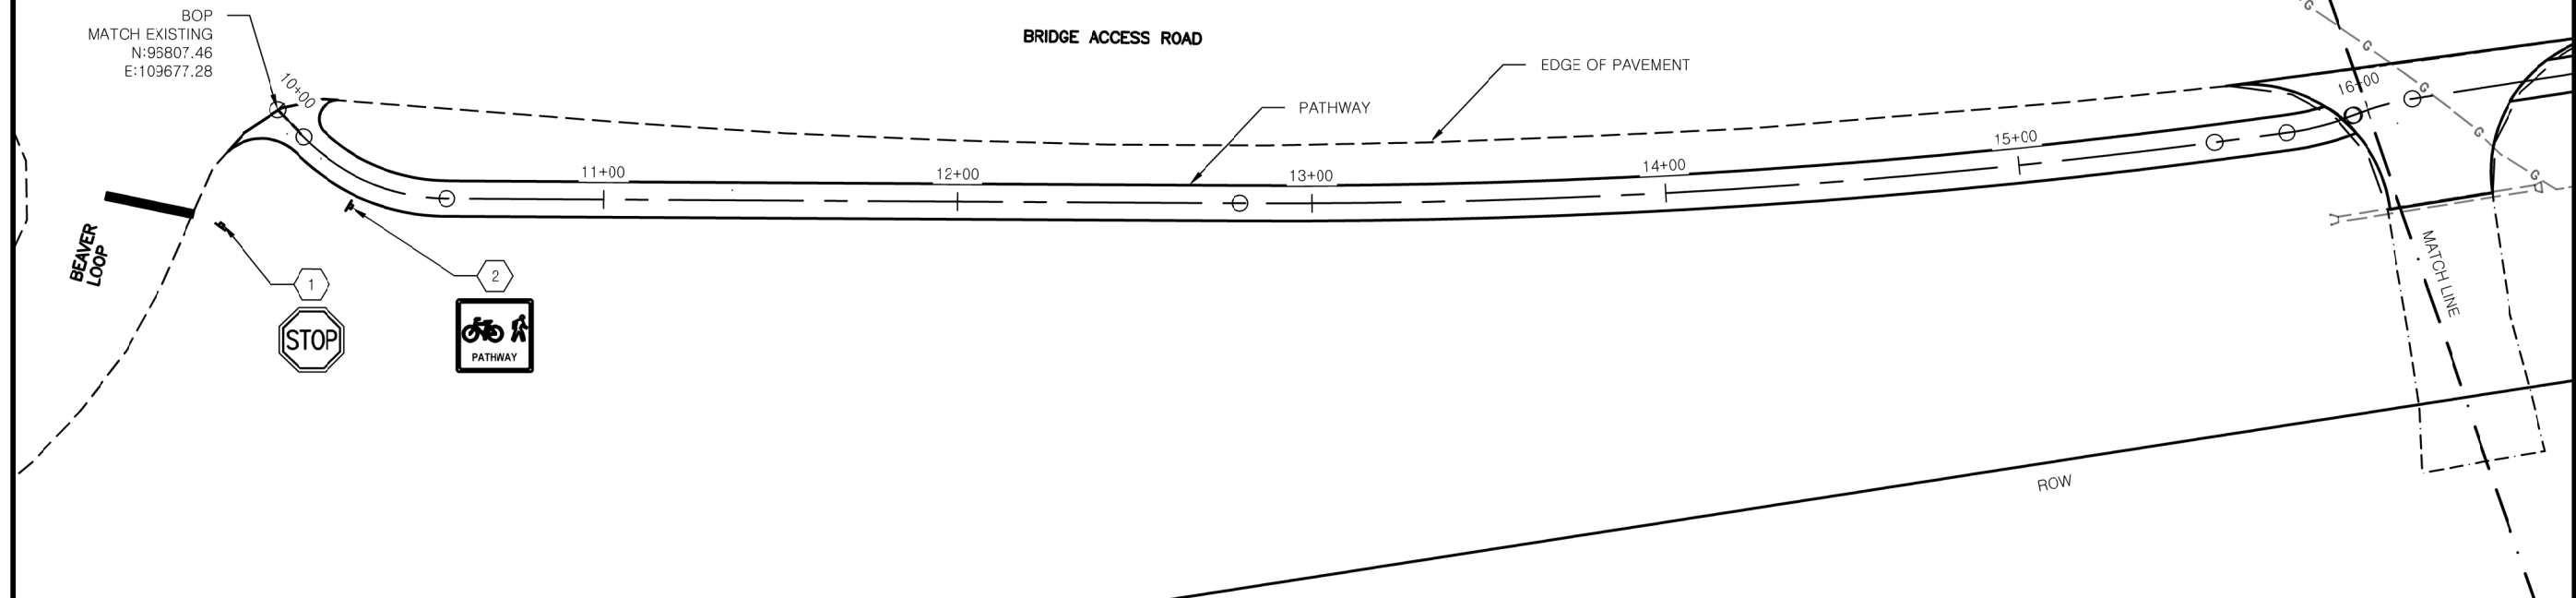 BOP
MATCH EXISTING
N:96807.46
E:109677.28
BRIDGE ACCESS ROAD
EDGE OF PAVEMENT
PATHWAY
10+00
11+00
12+00
13+00
14+00
15+00
16+00
G
G
G
G
G
BEAVER
LOOP
1
STOP
2
PATHWAY
MATCH LINE
ROW